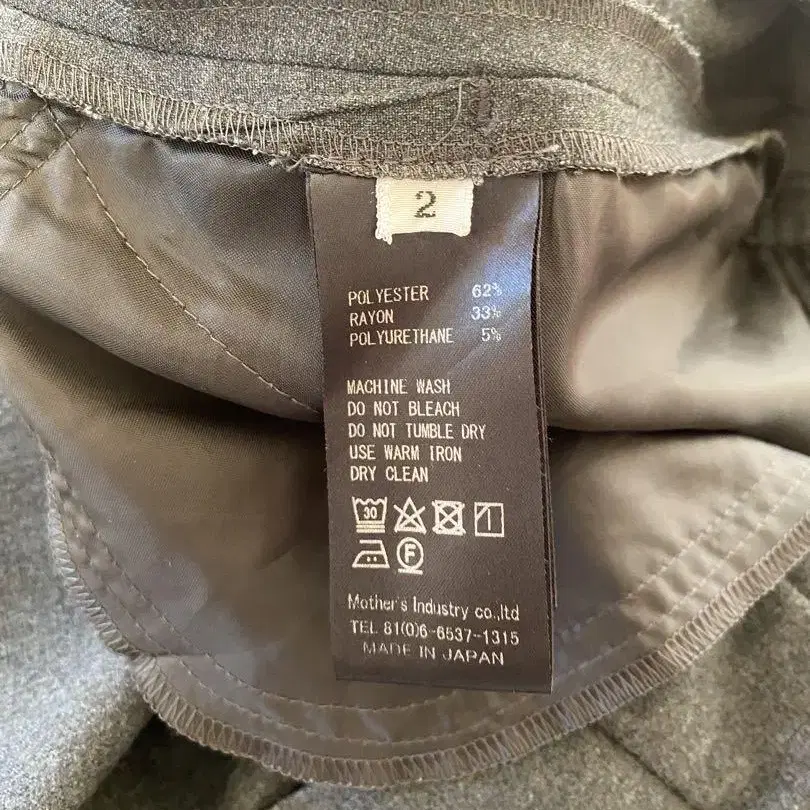 2
POLYESTER 62%
RAYON 33%
POLYURETHANE 5%
MACHINE WASH
DO NOT BLEACH
DO NOT TUMBLE DRY
USE WARM IRON
DRY CLEAN
30
F
Mother's Industry co.,ltd
TEL 81(0)6-6537-1315
MADE IN JAPAN